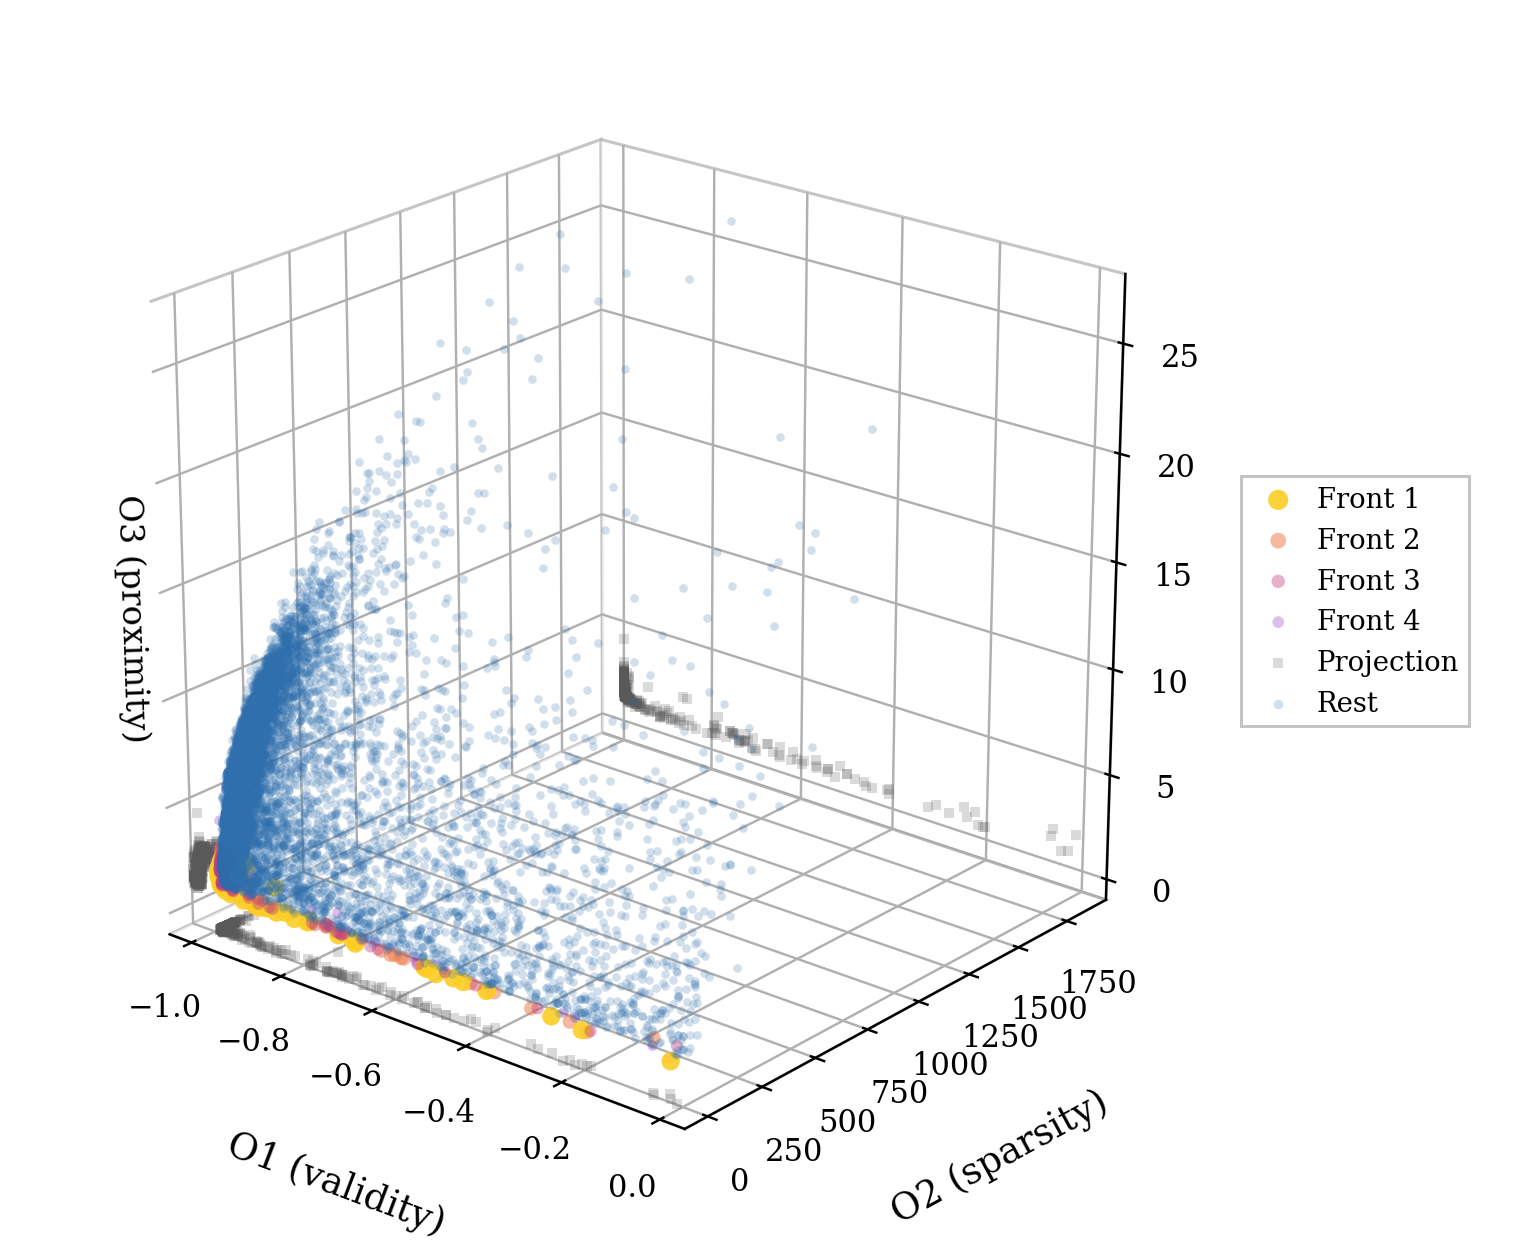 25
20
15
10
5
0
O3 (proximity)
Front 1
Front 2
Front 3
Front 4
Projection
Rest
−1.0
−0.8
−0.6
−0.4
−0.2
0.0
O1 (validity)
0
250
500
750
1000
1250
1500
1750
O2 (sparsity)